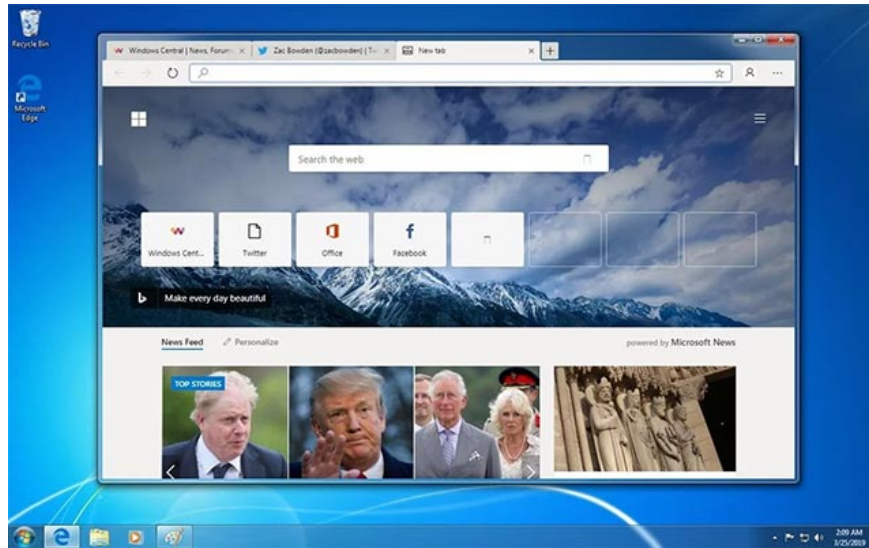 Recycle Bin
Microsoft
Edge
Windows Central | News, Forum
Zac Bowden (@zacbowden) | Tw
New tab
Search the web
Windows Cent...
Twitter
Office
Facebook
Make every day beautiful
News Feed
Personalize
powered by Microsoft News
TOP STORIES
2:09 AM
3/25/2019